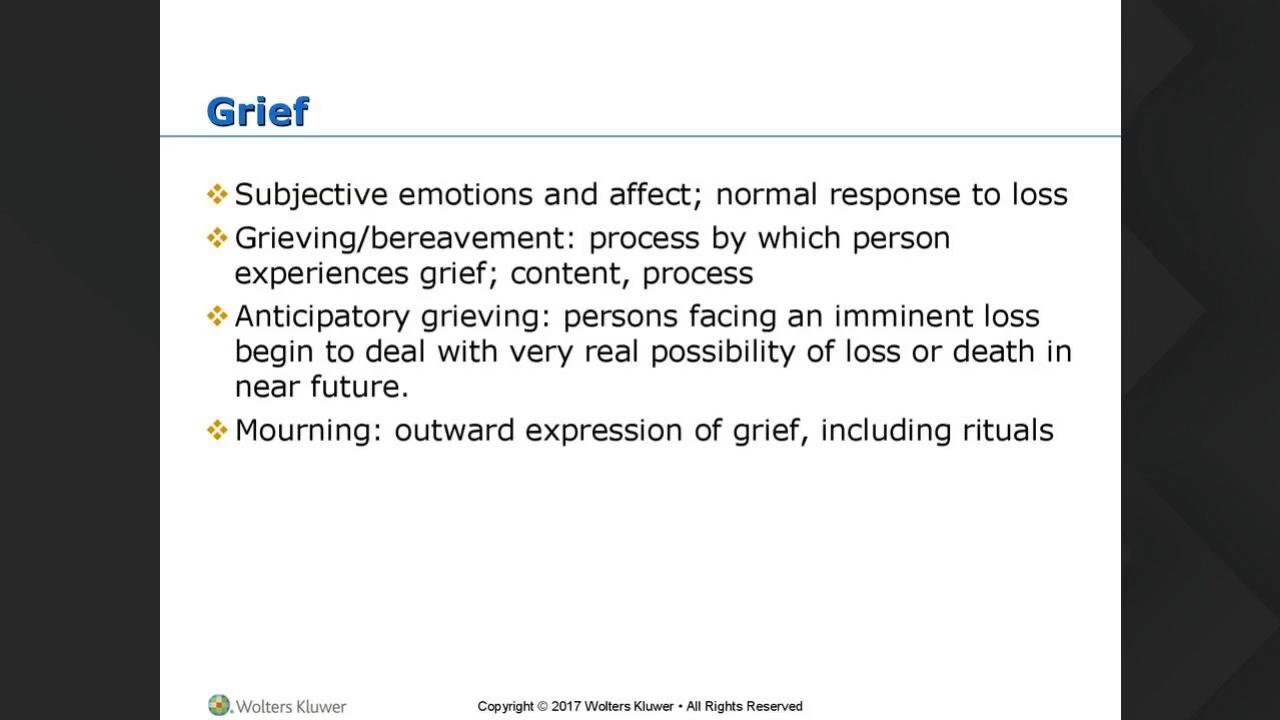 Grief
Subjective emotions and affect; normal response to loss
Grieving/bereavement: process by which person
experiences grief; content, process
Anticipatory grieving: persons facing an imminent loss
begin to deal with very real possibility of loss or death in
near future.
Mourning: outward expression of grief, including rituals
Wolters Kluwer
Copyright © 2017 Wolters Kluwer • All Rights Reserved